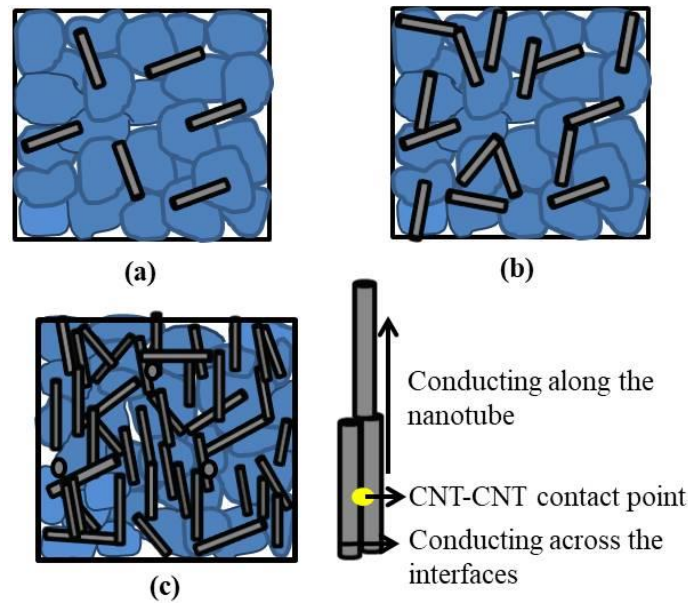 (a)
(b)
Conducting along the
nanotube
CNT-CNT contact point
Conducting across the
interfaces
(c)